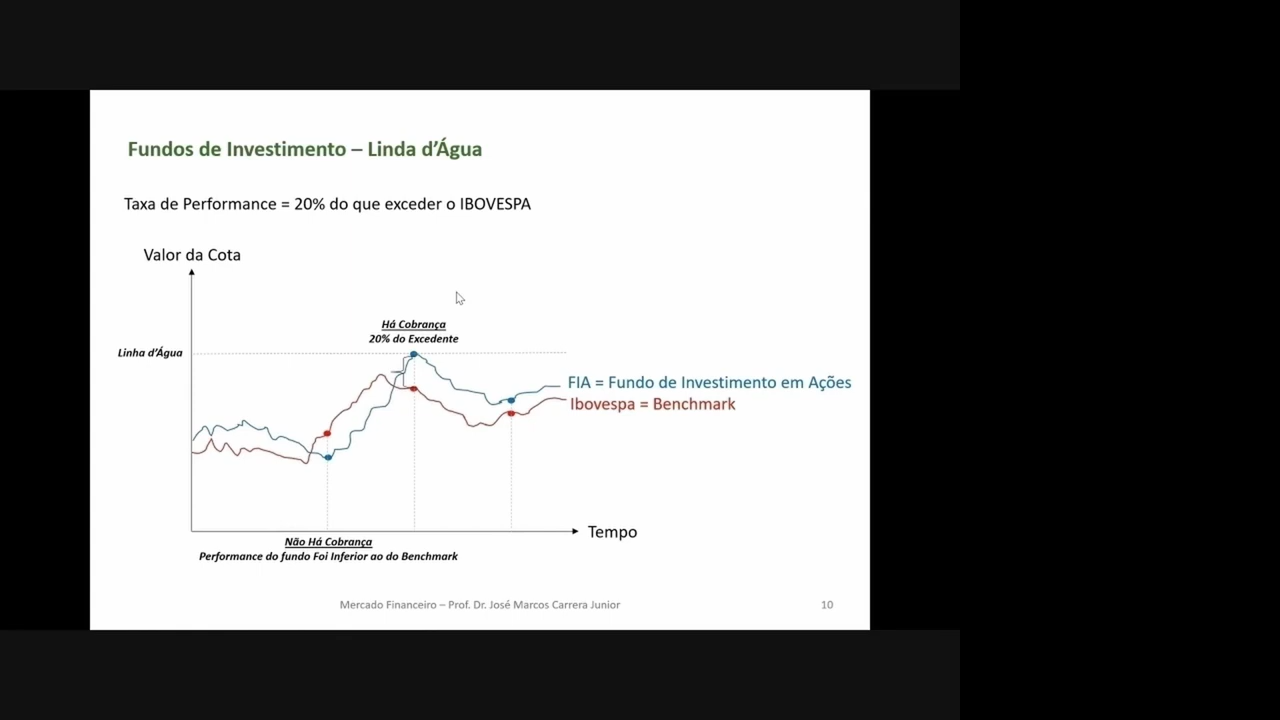 Fundos de Investimento – Linda d'Água
Taxa de Performance = 20% do que exceder o IBOVESPA
Valor da Cota
Há Cobrança
20% do Excedente
Linha d'Água
FIA = Fundo de Investimento em Ações
Ibovespa = Benchmark
Tempo
Não Há Cobrança
Performance do fundo Foi Inferior ao do Benchmark
Mercado Financeiro – Prof. Dr. José Marcos Carrera Junior
10